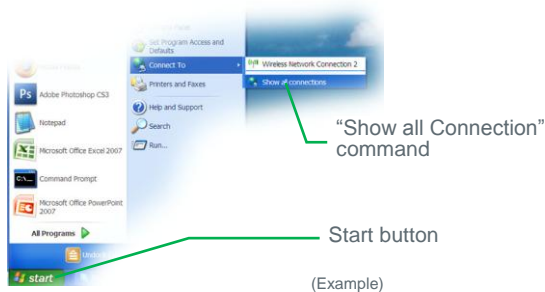 Set Program Access and
Defaults
Connect To
Wireless Network Connection 2
Show all connections
Printers and Faxes
Help and Support
Search
Run...
Ps Adobe Photoshop CS3
Notepad
Microsoft Office Excel 2007
C:\_ Command Prompt
Microsoft Office PowerPoint
2007
All Programs
start
“Show all Connection”
command
Start button
(Example)